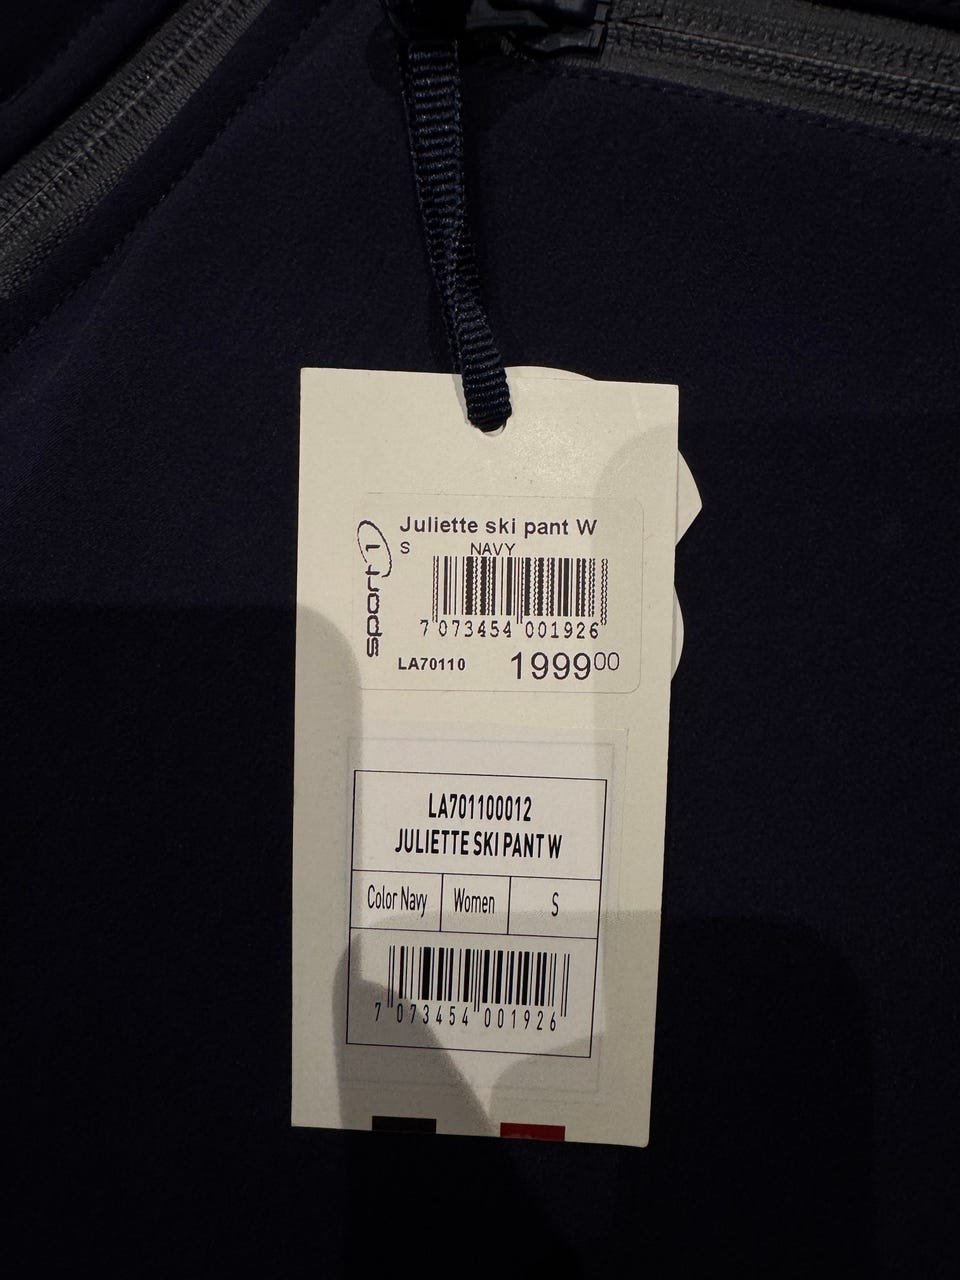 Juliette ski pant W
S NAVY
sport 1
7 073454 001926
LA70110 1999 00
LA701100012
JULIETTE SKI PANT W
Color Navy Women S
7 073454 001926